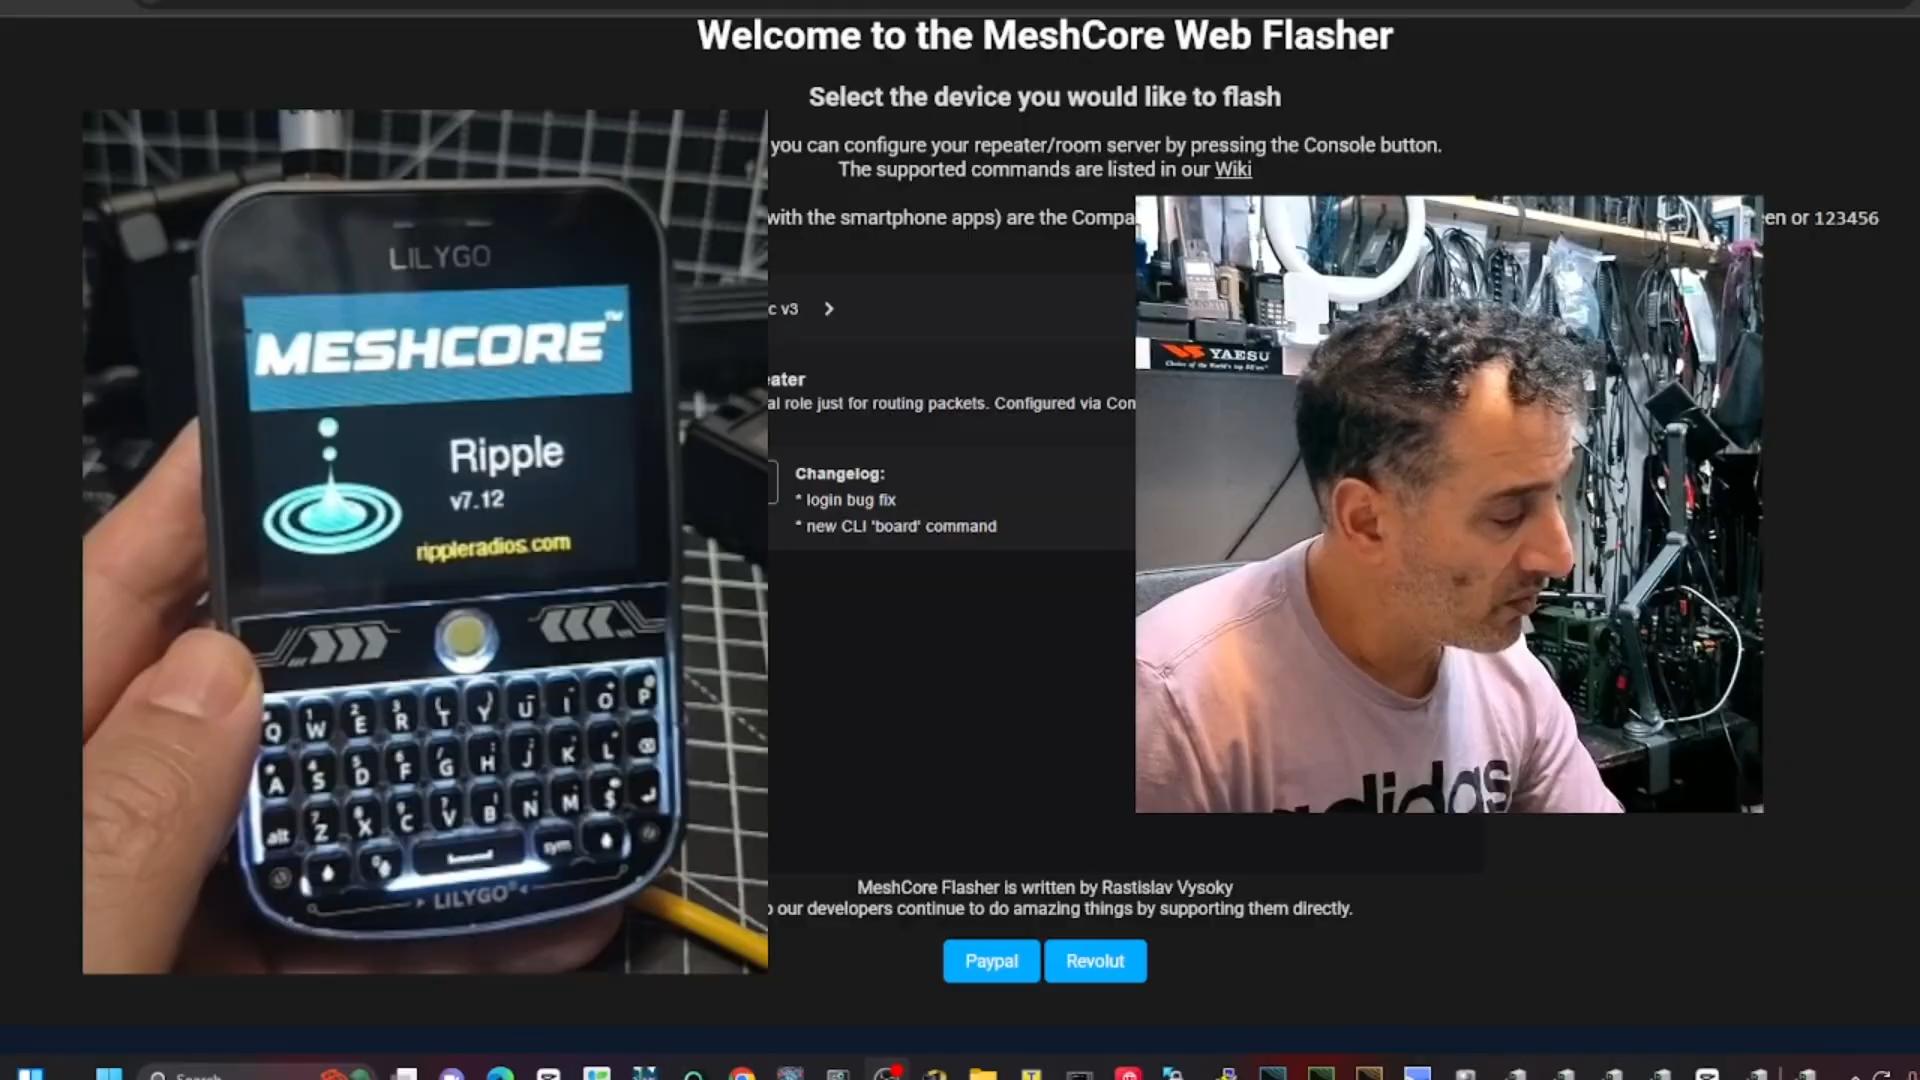 Welcome to the MeshCore Web Flasher
Select the device you would like to flash
you can configure your repeater/room server by pressing the Console button.
The supported commands are listed in our Wiki
with the smartphone apps) are the Compa
en or 123456
c v3
ater
al role just for routing packets. Configured via Con
Changelog:
* login bug fix
* new CLI 'board' command
LILYGO
MESHCORE™
Ripple
v7.12
rippleradios.com
Q W E R T Y U I O P
A S D F G H J K L
alt Z X C V B N M $
sym
LILYGO
YAESU
adidas
MeshCore Flasher is written by Rastislav Vysoky
our developers continue to do amazing things by supporting them directly.
Paypal
Revolut
Search